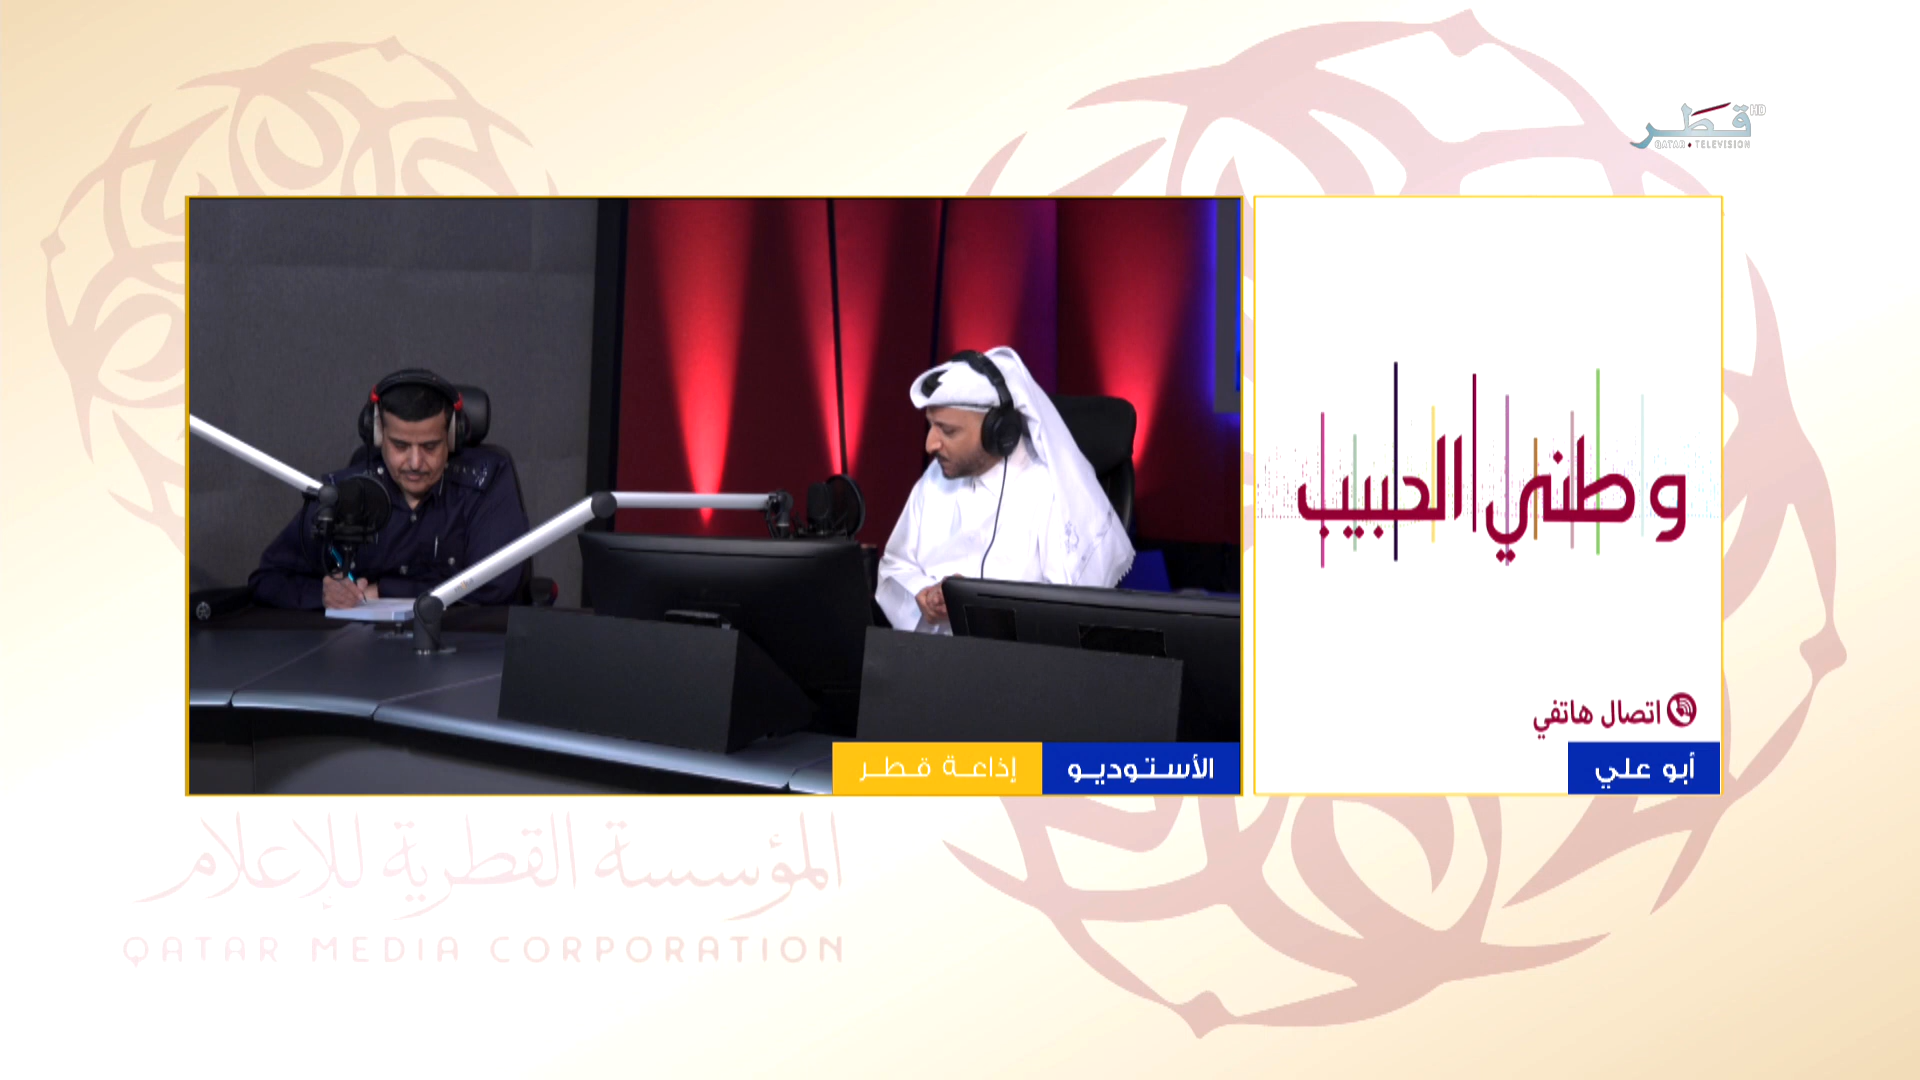 قطر HD
QATAR TELEVISION
وطني الحبيب
اتصال هاتفي
أبو علي
الأستوديو
إذاعة قطر
المؤسسة القطرية للإعلام
QATAR MEDIA CORPORATION